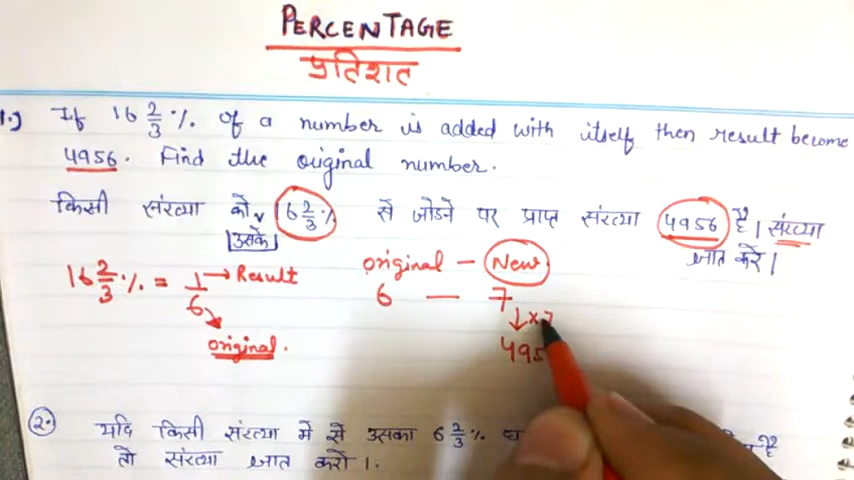 PERCENTAGE
प्रतिशत
1.) If 16 2/3 % of a number is added with itself then result become
4956. Find the original number.
किसी संख्या को 16 2/3 % से जोडने पर प्राप्त संख्या 4956 है। संख्या
उसके ज्ञात करे।
original – New
16 2/3 % = 1/6 → Result
6 — 7
↓ ×
original. 495
2. यदि किसी संख्या में से उसका 6 2/3 %
तो संख्या ज्ञात करो।